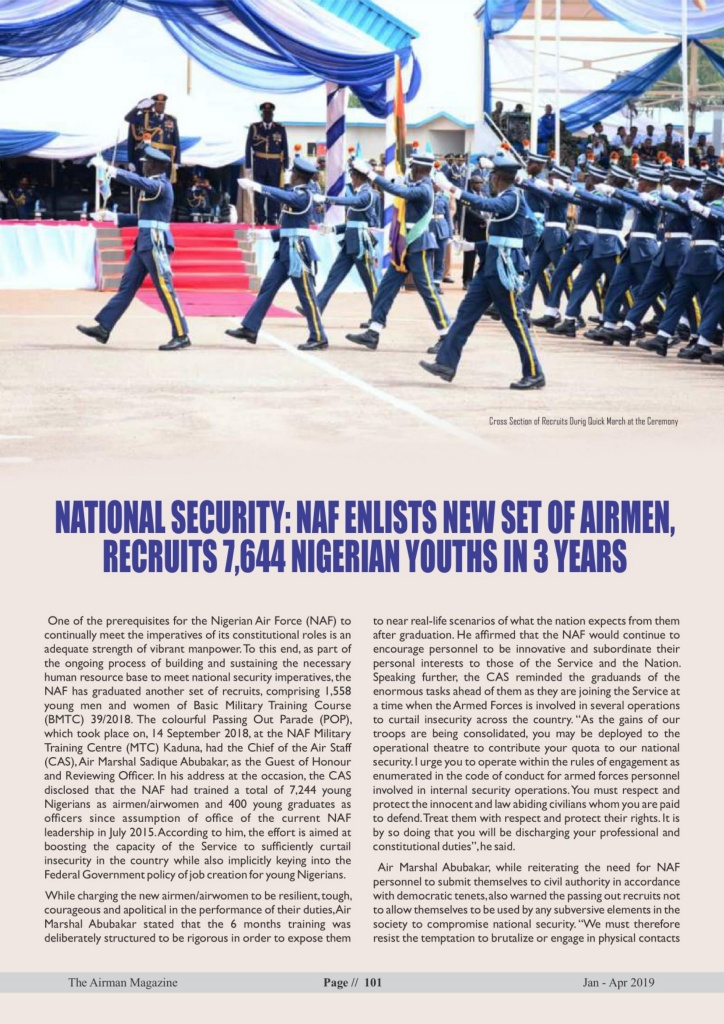 Cross Section of Recruits Durig Quick March at the Ceremony
NATIONAL SECURITY: NAF ENLISTS NEW SET OF AIRMEN,
RECRUITS 7,644 NIGERIAN YOUTHS IN 3 YEARS
One of the prerequisites for the Nigerian Air Force (NAF) to
continually meet the imperatives of its constitutional roles is an
adequate strength of vibrant manpower. To this end, as part of
the ongoing process of building and sustaining the necessary
human resource base to meet national security imperatives, the
NAF has graduated another set of recruits, comprising 1,558
young men and women of Basic Military Training Course
(BMTC) 39/2018. The colourful Passing Out Parade (POP),
which took place on, 14 September 2018, at the NAF Military
Training Centre (MTC) Kaduna, had the Chief of the Air Staff
(CAS), Air Marshal Sadique Abubakar, as the Guest of Honour
and Reviewing Officer. In his address at the occasion, the CAS
disclosed that the NAF had trained a total of 7,244 young
Nigerians as airmen/airwomen and 400 young graduates as
officers since assumption of office of the current NAF
leadership in July 2015. According to him, the effort is aimed at
boosting the capacity of the Service to sufficiently curtail
insecurity in the country while also implicitly keying into the
Federal Government policy of job creation for young Nigerians.
While charging the new airmen/airwomen to be resilient, tough,
courageous and apolitical in the performance of their duties, Air
Marshal Abubakar stated that the 6 months training was
deliberately structured to be rigorous in order to expose them
to near real-life scenarios of what the nation expects from them
after graduation. He affirmed that the NAF would continue to
encourage personnel to be innovative and subordinate their
personal interests to those of the Service and the Nation.
Speaking further, the CAS reminded the graduands of the
enormous tasks ahead of them as they are joining the Service at
a time when the Armed Forces is involved in several operations
to curtail insecurity across the country. “As the gains of our
troops are being consolidated, you may be deployed to the
operational theatre to contribute your quota to our national
security. I urge you to operate within the rules of engagement as
enumerated in the code of conduct for armed forces personnel
involved in internal security operations. You must respect and
protect the innocent and law abiding civilians whom you are paid
to defend. Treat them with respect and protect their rights. It is
by so doing that you will be discharging your professional and
constitutional duties”, he said.
Air Marshal Abubakar, while reiterating the need for NAF
personnel to submit themselves to civil authority in accordance
with democratic tenets, also warned the passing out recruits not
to allow themselves to be used by any subversive elements in the
society to compromise national security. “We must therefore
resist the temptation to brutalize or engage in physical contacts
The Airman Magazine
Page // 101
Jan - Apr 2019